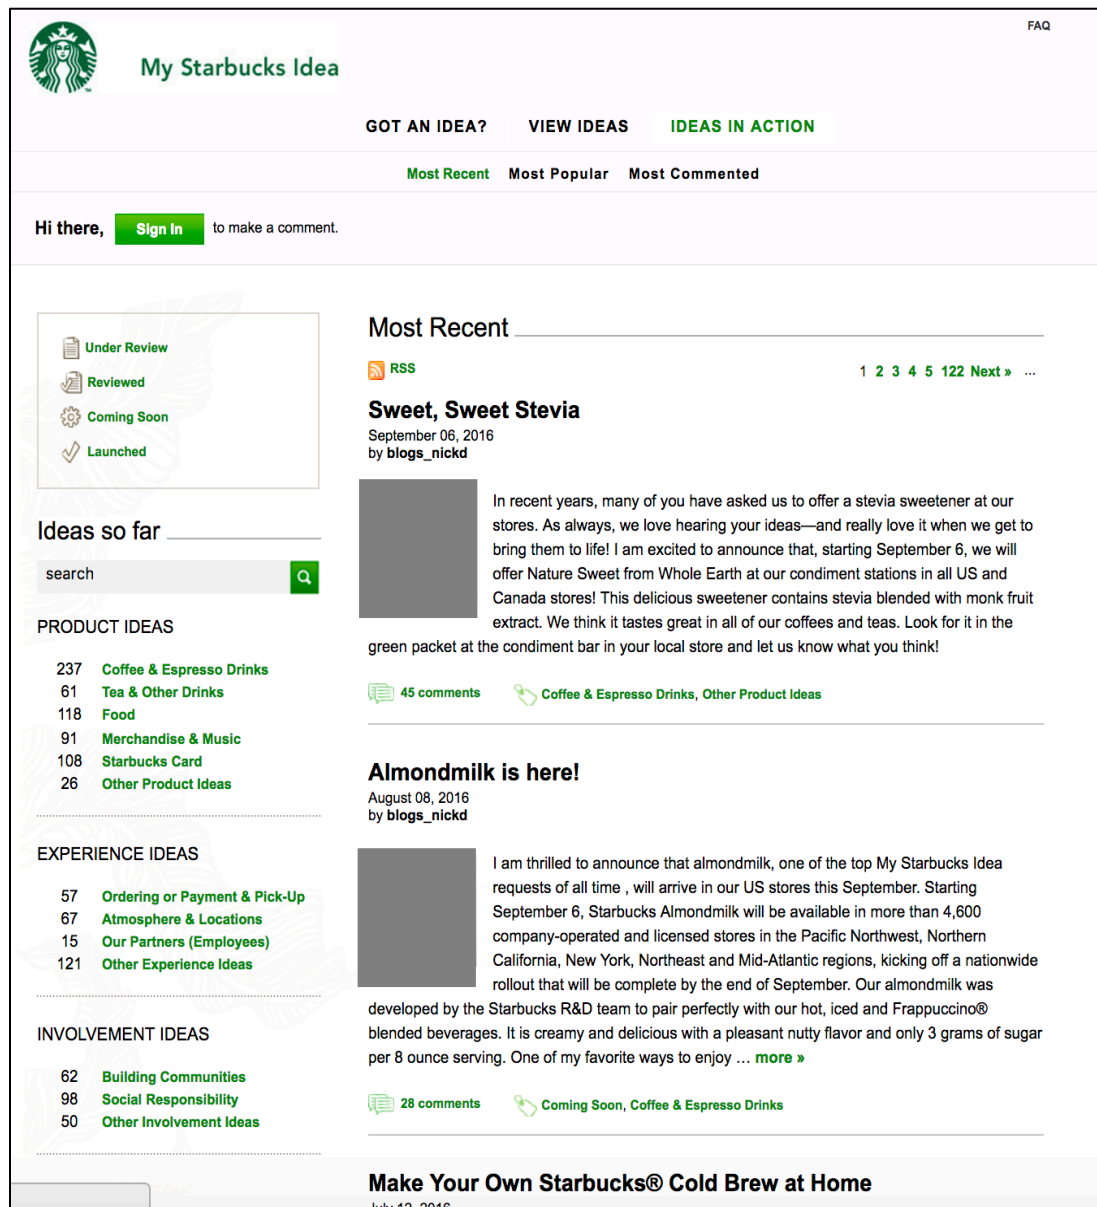 FAQ
My Starbucks Idea
GOT AN IDEA? VIEW IDEAS IDEAS IN ACTION
Most Recent Most Popular Most Commented
Hi there, Sign In to make a comment.
Under Review
Reviewed
Coming Soon
Launched
Ideas so far
search
PRODUCT IDEAS
237 Coffee & Espresso Drinks
61 Tea & Other Drinks
118 Food
91 Merchandise & Music
108 Starbucks Card
26 Other Product Ideas
EXPERIENCE IDEAS
57 Ordering or Payment & Pick-Up
67 Atmosphere & Locations
15 Our Partners (Employees)
121 Other Experience Ideas
INVOLVEMENT IDEAS
62 Building Communities
98 Social Responsibility
50 Other Involvement Ideas
Most Recent
RSS
1 2 3 4 5 122 Next » ...
Sweet, Sweet Stevia
September 06, 2016
by blogs_nickd
In recent years, many of you have asked us to offer a stevia sweetener at our
stores. As always, we love hearing your ideas—and really love it when we get to
bring them to life! I am excited to announce that, starting September 6, we will
offer Nature Sweet from Whole Earth at our condiment stations in all US and
Canada stores! This delicious sweetener contains stevia blended with monk fruit
extract. We think it tastes great in all of our coffees and teas. Look for it in the
green packet at the condiment bar in your local store and let us know what you think!
45 comments Coffee & Espresso Drinks, Other Product Ideas
Almondmilk is here!
August 08, 2016
by blogs_nickd
I am thrilled to announce that almondmilk, one of the top My Starbucks Idea
requests of all time , will arrive in our US stores this September. Starting
September 6, Starbucks Almondmilk will be available in more than 4,600
company-operated and licensed stores in the Pacific Northwest, Northern
California, New York, Northeast and Mid-Atlantic regions, kicking off a nationwide
rollout that will be complete by the end of September. Our almondmilk was
developed by the Starbucks R&D team to pair perfectly with our hot, iced and Frappuccino®
blended beverages. It is creamy and delicious with a pleasant nutty flavor and only 3 grams of sugar
per 8 ounce serving. One of my favorite ways to enjoy … more »
28 comments Coming Soon, Coffee & Espresso Drinks
Make Your Own Starbucks® Cold Brew at Home